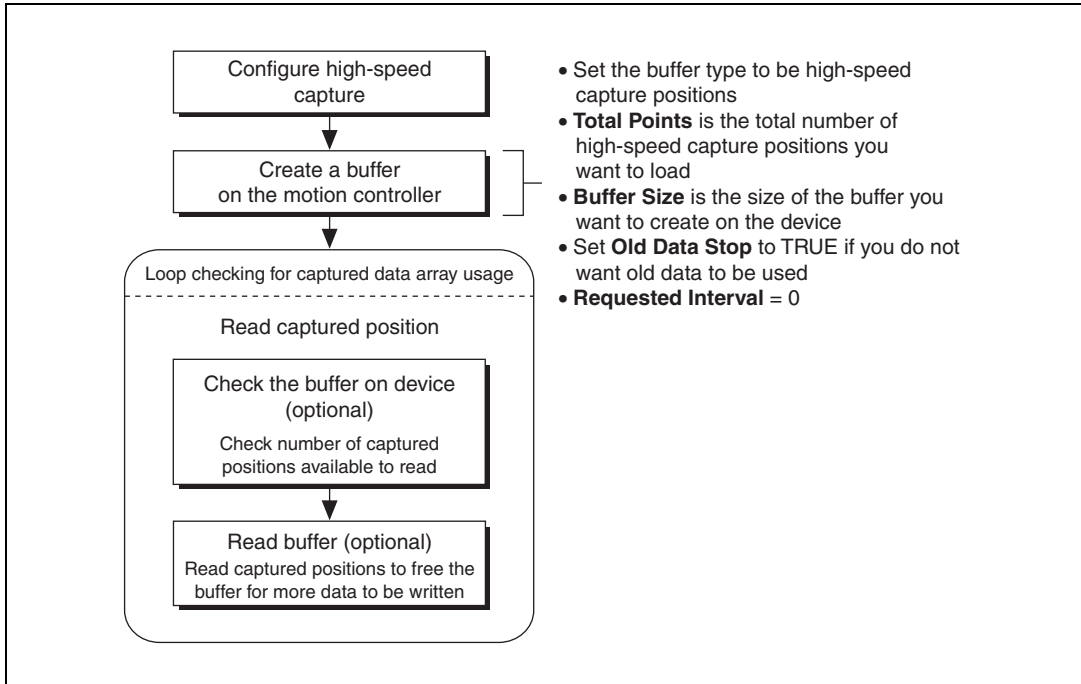 Configure high-speed
capture
Create a buffer
on the motion controller
• Set the buffer type to be high-speed
capture positions
• Total Points is the total number of
high-speed capture positions you
want to load
• Buffer Size is the size of the buffer you
want to create on the device
• Set Old Data Stop to TRUE if you do not
want old data to be used
• Requested Interval = 0
Loop checking for captured data array usage
Read captured position
Check the buffer on device
(optional)
Check number of captured
positions available to read
Read buffer (optional)
Read captured positions to free the
buffer for more data to be written